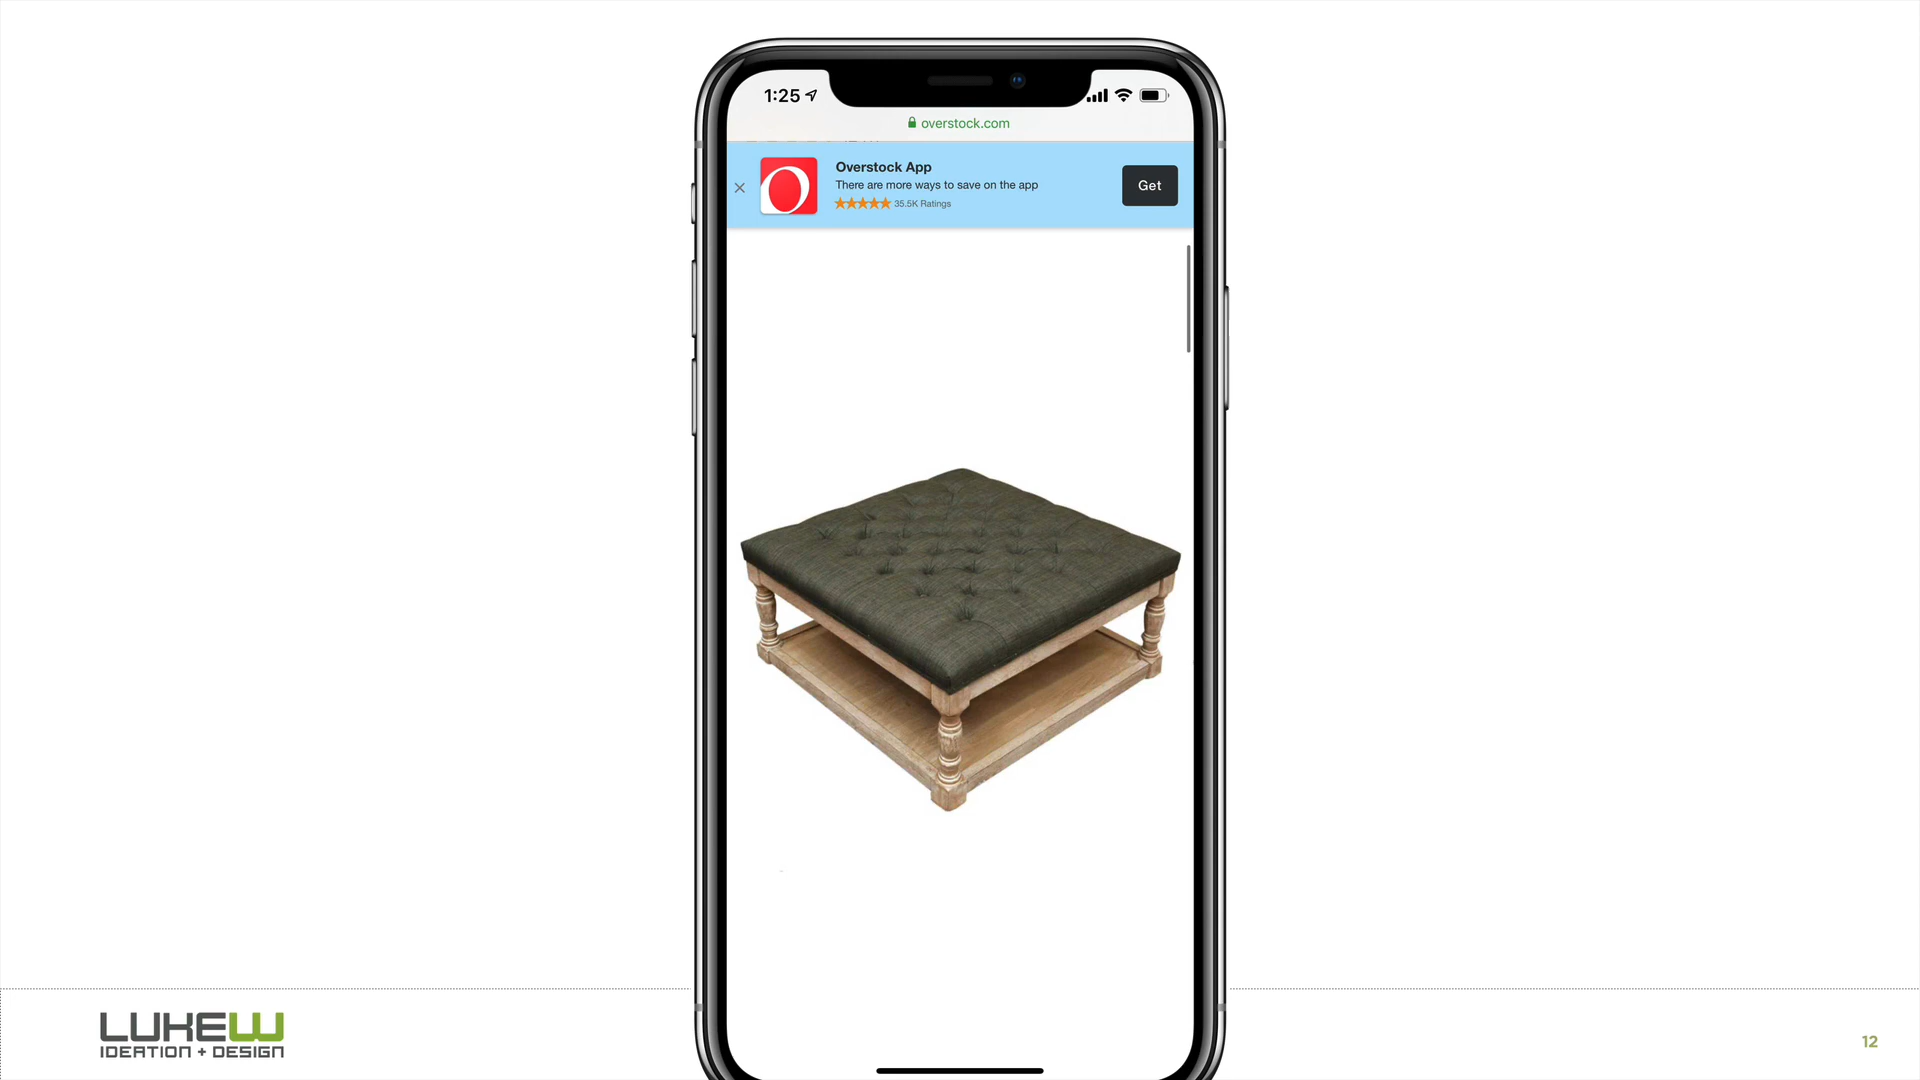 1:25
overstock.com
Overstock App
There are more ways to save on the app
35.5K Ratings
Get
LUKEW
IDEATION + DESIGN
12